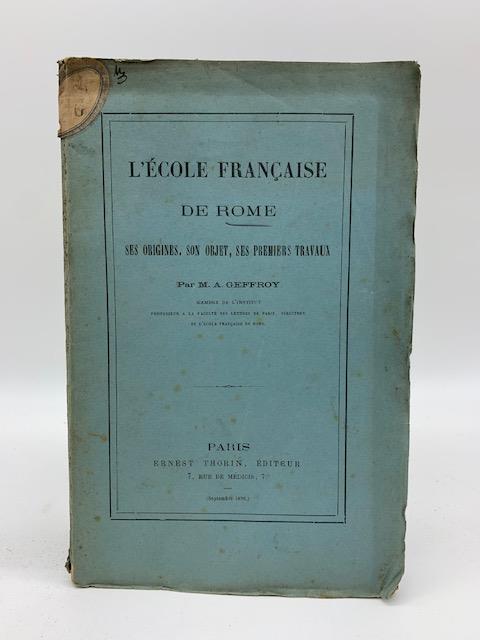 L'ÉCOLE FRANÇAISE
DE ROME
SES ORIGINES, SON OBJET, SES PREMIERS TRAVAUX
Par M. A. GEFFROY
MEMBRE DE L'INSTITUT
PROFESSEUR A LA FACULTÉ DES LETTRES DE PARIS, DIRECTEUR
DE L'ÉCOLE FRANÇAISE DE ROME.
PARIS
ERNEST THORIN, ÉDITEUR
7, RUE DE MÉDICIS, 7
(Septembre